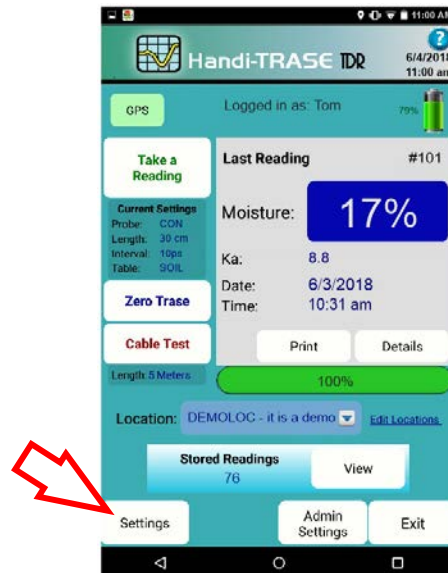 11:00 AM
?
Handi-TRASE TDR
6/4/2018
11:00 am
GPS
Logged in as: Tom
79%
Take a
Reading
Last Reading #101
Current Settings
Probe: CON
Length: 30 cm
Interval: 10ps
Table: SOIL
Moisture: 17%
Ka: 8.8
Date: 6/3/2018
Time: 10:31 am
Zero Trase
Cable Test
Print
Details
Length: 5 Meters
100%
Location: DEMOLOC - it is a demo
Edit Locations
Stored Readings
76
View
Settings
Admin
Settings
Exit